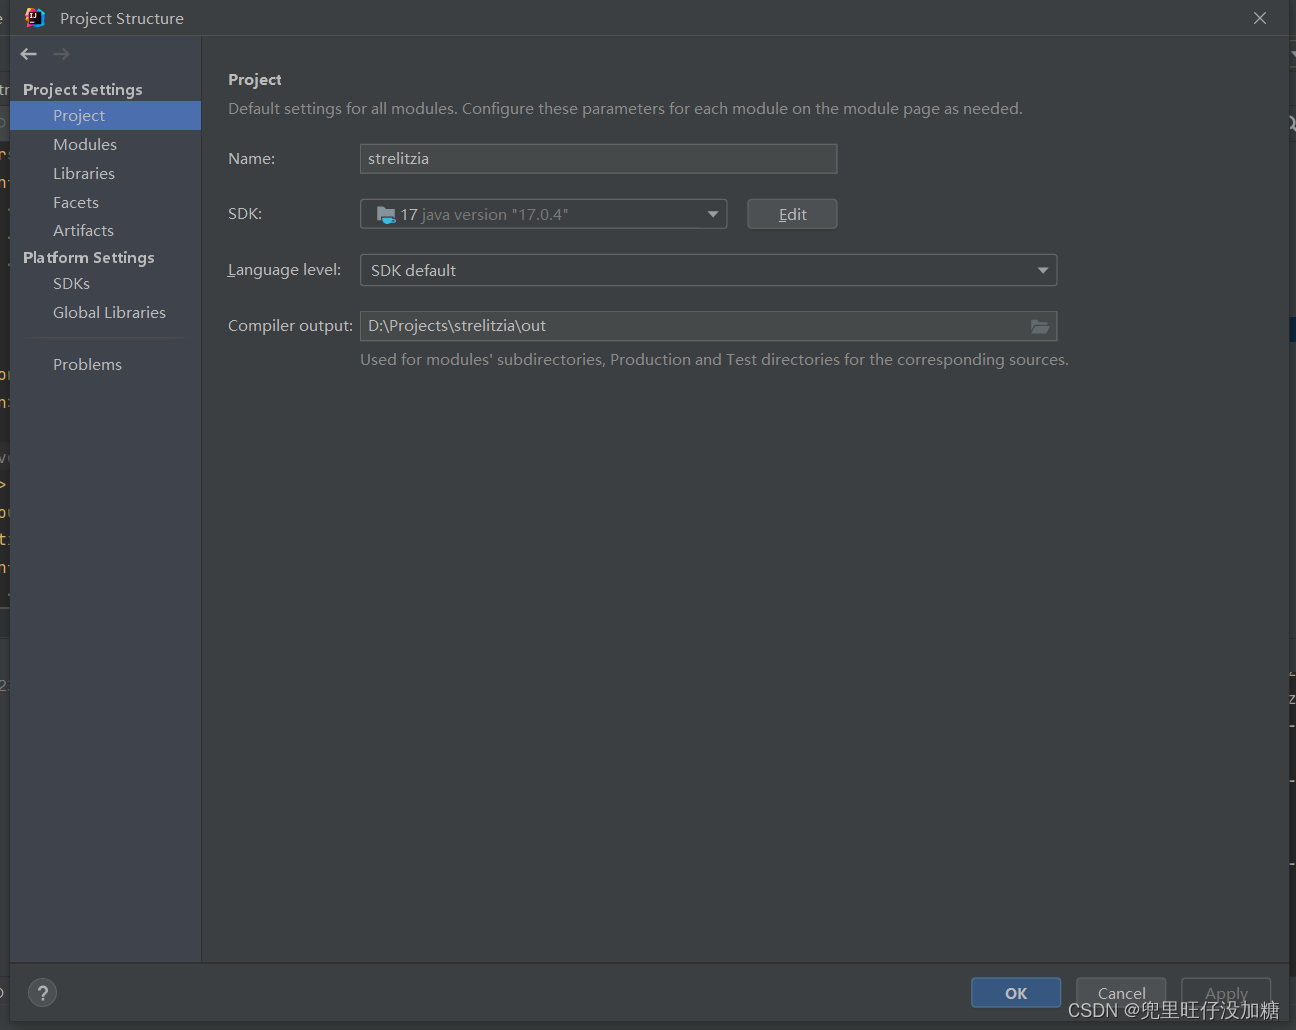 Project Structure
Project Settings
Project
Modules
Libraries
Facets
Artifacts
Platform Settings
SDKs
Global Libraries
Problems
Project
Default settings for all modules. Configure these parameters for each module on the module page as needed.
Name: strelitzia
SDK: 17 java version "17.0.4" Edit
Language level: SDK default
Compiler output: D:\Projects\strelitzia\out
Used for modules' subdirectories, Production and Test directories for the corresponding sources.
? OK Cancel Apply
CSDN @兜里旺仔没加糖